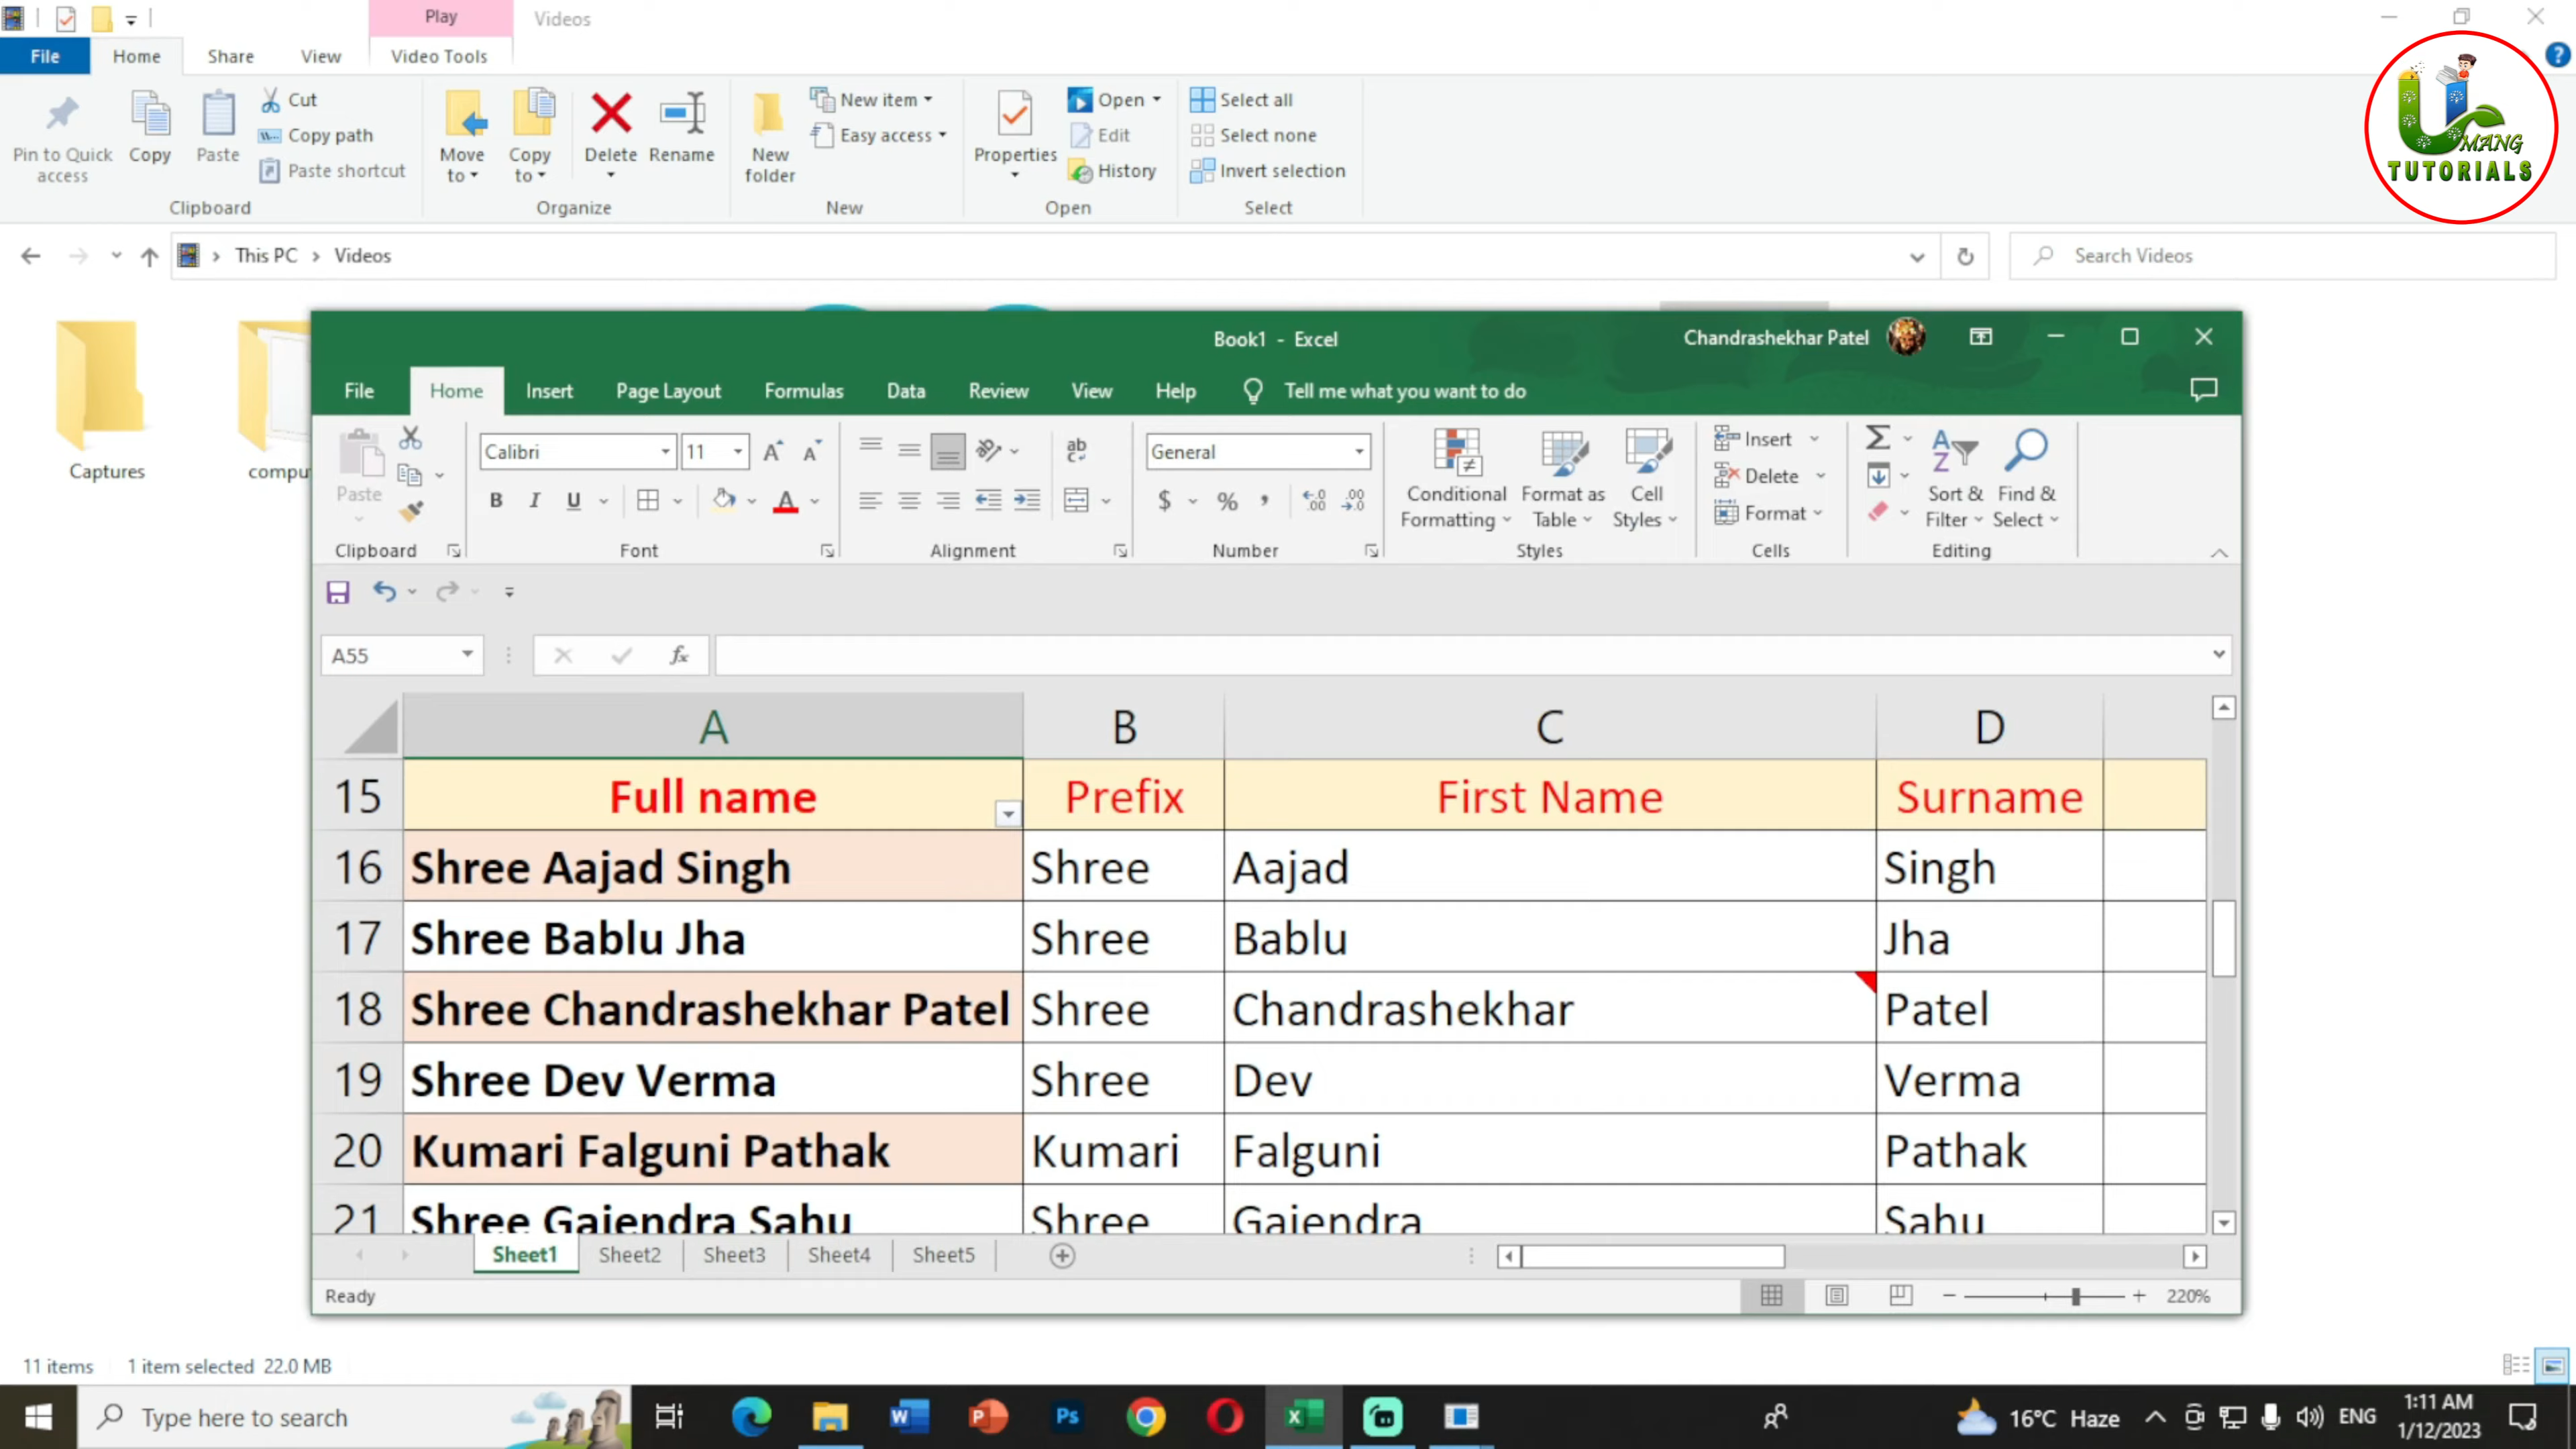 Play
Videos
File Home Share View Video Tools
Pin to Quick access
Copy
Paste
Cut
Copy path
Paste shortcut
Move to
Copy to
Delete
Rename
New folder
New item
Easy access
Properties
Open
Edit
History
Select all
Select none
Invert selection
Clipboard Organize New Open Select
MANG
TUTORIALS
This PC > Videos
Search Videos
Captures
compu
Book1 - Excel
Chandrashekhar Patel
File Home Insert Page Layout Formulas Data Review View Help Tell me what you want to do
Paste
Calibri 11
General
Conditional Formatting
Format as Table
Cell Styles
Insert
Delete
Format
Sort & Filter
Find & Select
Clipboard Font Alignment Number Styles Cells Editing
A55
fx
A B C D
15 Full name Prefix First Name Surname
16 Shree Aajad Singh Shree Aajad Singh
17 Shree Bablu Jha Shree Bablu Jha
18 Shree Chandrashekhar Patel Shree Chandrashekhar Patel
19 Shree Dev Verma Shree Dev Verma
20 Kumari Falguni Pathak Kumari Falguni Pathak
21 Shree Gajendra Sahu Shree Gajendra Sahu
Sheet1 Sheet2 Sheet3 Sheet4 Sheet5
Ready
220%
11 items 1 item selected 22.0 MB
Type here to search
16°C Haze
ENG
1:11 AM
1/12/2023